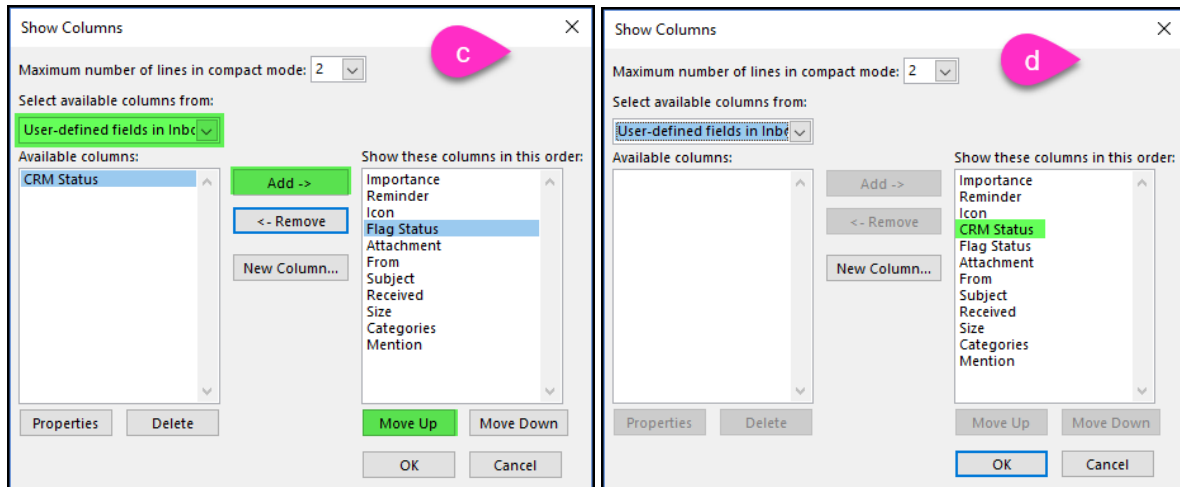 Show Columns
c
Maximum number of lines in compact mode: 2
Select available columns from:
User-defined fields in Inbc
Available columns:
CRM Status
Add ->
<- Remove
New Column...
Show these columns in this order:
Importance
Reminder
Icon
Flag Status
Attachment
From
Subject
Received
Size
Categories
Mention
Properties
Delete
Move Up
Move Down
OK
Cancel
Show Columns
d
Maximum number of lines in compact mode: 2
Select available columns from:
User-defined fields in Inbc
Available columns:
Add ->
<- Remove
New Column...
Show these columns in this order:
Importance
Reminder
Icon
CRM Status
Flag Status
Attachment
From
Subject
Received
Size
Categories
Mention
Properties
Delete
Move Up
Move Down
OK
Cancel